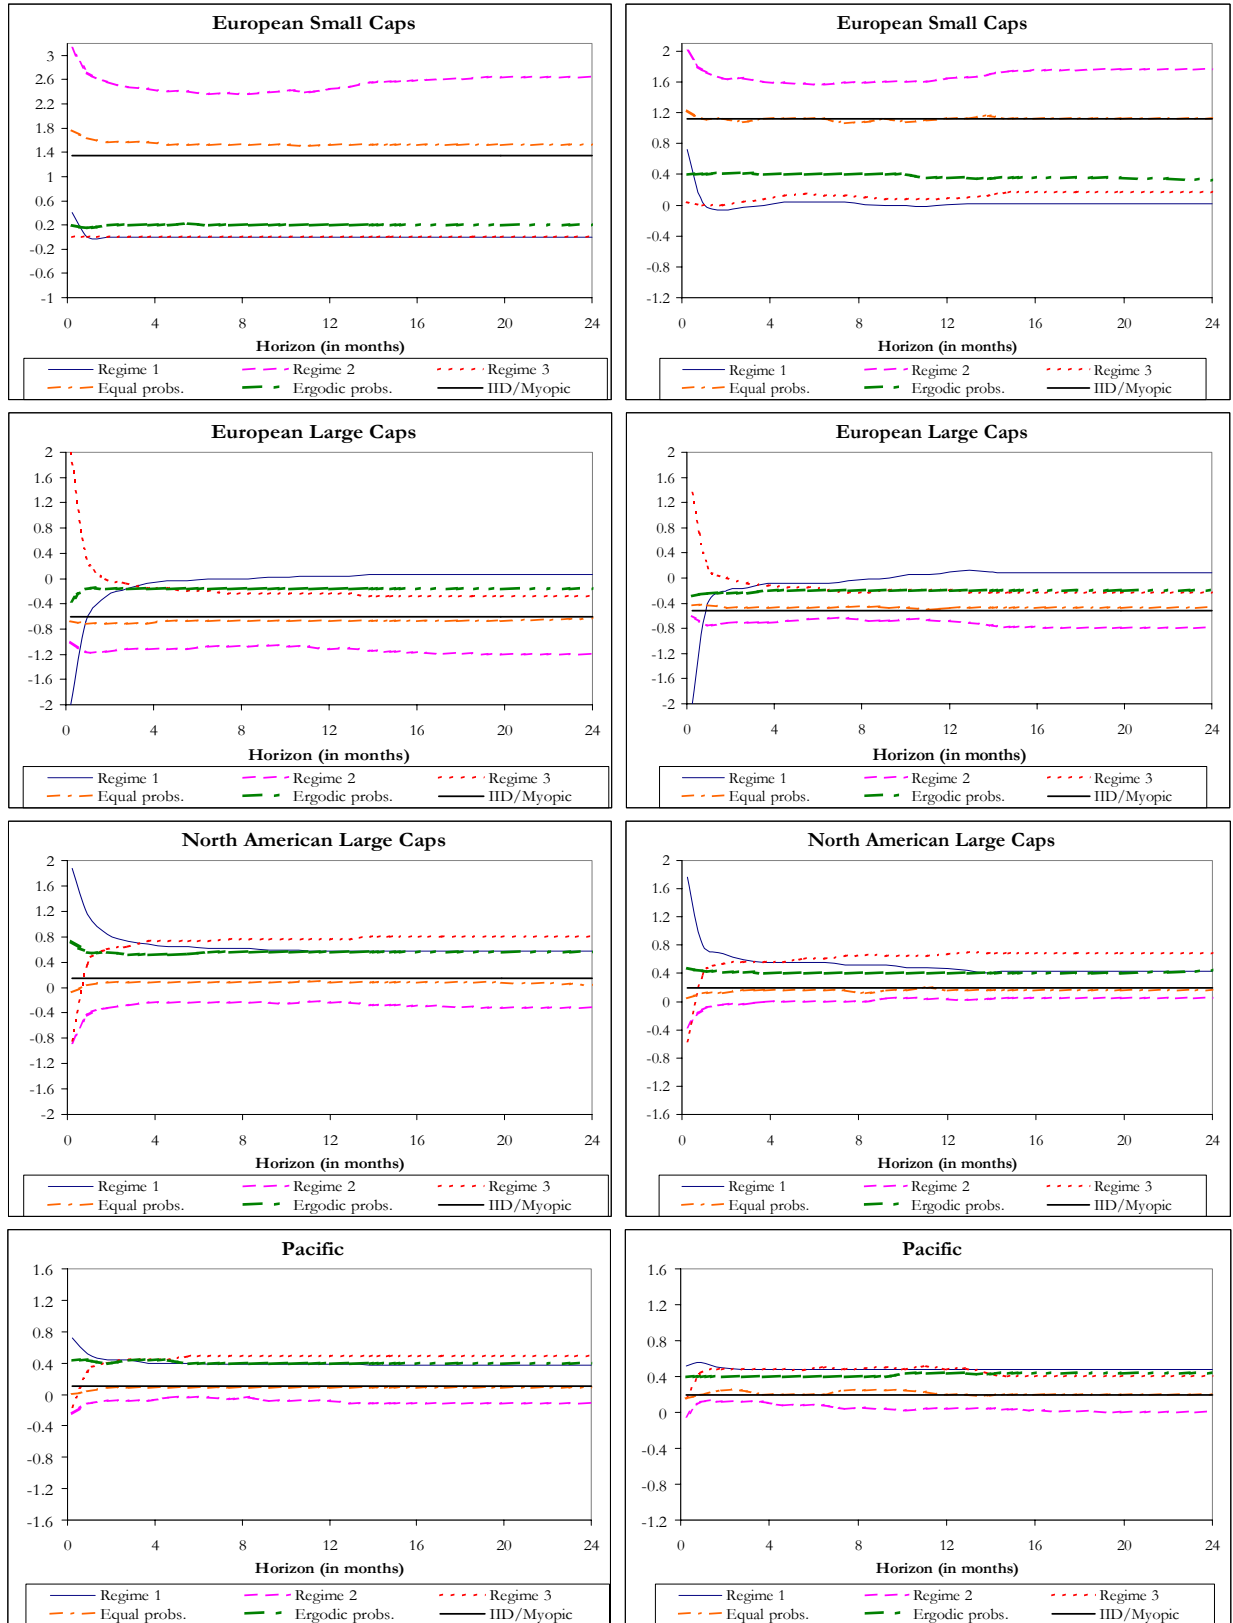 European Small Caps
3
2.6
2.2
1.8
1.4
1
0.2
-0.2
-0.6
-1
0 4 8 12 16 20 24
Horizon (in months)
Regime 1 Regime 2 Regime 3
Equal probs. Ergodic probs. IID/Myopic
European Small Caps
2
1.6
1.2
0.8
0.4
0
-0.4
-0.8
-1.2
0 4 8 12 16 20 24
Horizon (in months)
Regime 1 Regime 2 Regime 3
Equal probs. Ergodic probs. IID/Myopic
European Large Caps
2
1.6
1.2
0.8
0.4
0
-0.4
-0.8
-1.2
-1.6
-2
0 4 8 12 16 20 24
Horizon (in months)
Regime 1 Regime 2 Regime 3
Equal probs. Ergodic probs. IID/Myopic
European Large Caps
2
1.6
1.2
0.8
0.4
0
-0.4
-0.8
-1.2
-1.6
-2
0 4 8 12 16 20 24
Horizon (in months)
Regime 1 Regime 2 Regime 3
Equal probs. Ergodic probs. IID/Myopic
North American Large Caps
2
1.6
1.2
0.8
0.4
0
-0.4
-0.8
-1.2
-1.6
-2
0 4 8 12 16 20 24
Horizon (in months)
Regime 1 Regime 2 Regime 3
Equal probs. Ergodic probs. IID/Myopic
North American Large Caps
2
1.6
1.2
0.8
0.4
0
-0.4
-0.8
-1.2
-1.6
0 4 8 12 16 20 24
Horizon (in months)
Regime 1 Regime 2 Regime 3
Equal probs. Ergodic probs. IID/Myopic
Pacific
1.6
1.2
0.8
0.4
0
-0.4
-0.8
-1.2
-1.6
0 4 8 12 16 20 24
Horizon (in months)
Regime 1 Regime 2 Regime 3
Equal probs. Ergodic probs. IID/Myopic
Pacific
1.6
1.2
0.8
0.4
0
-0.4
-0.8
-1.2
0 4 8 12 16 20 24
Horizon (in months)
Regime 1 Regime 2 Regime 3
Equal probs. Ergodic probs. IID/Myopic